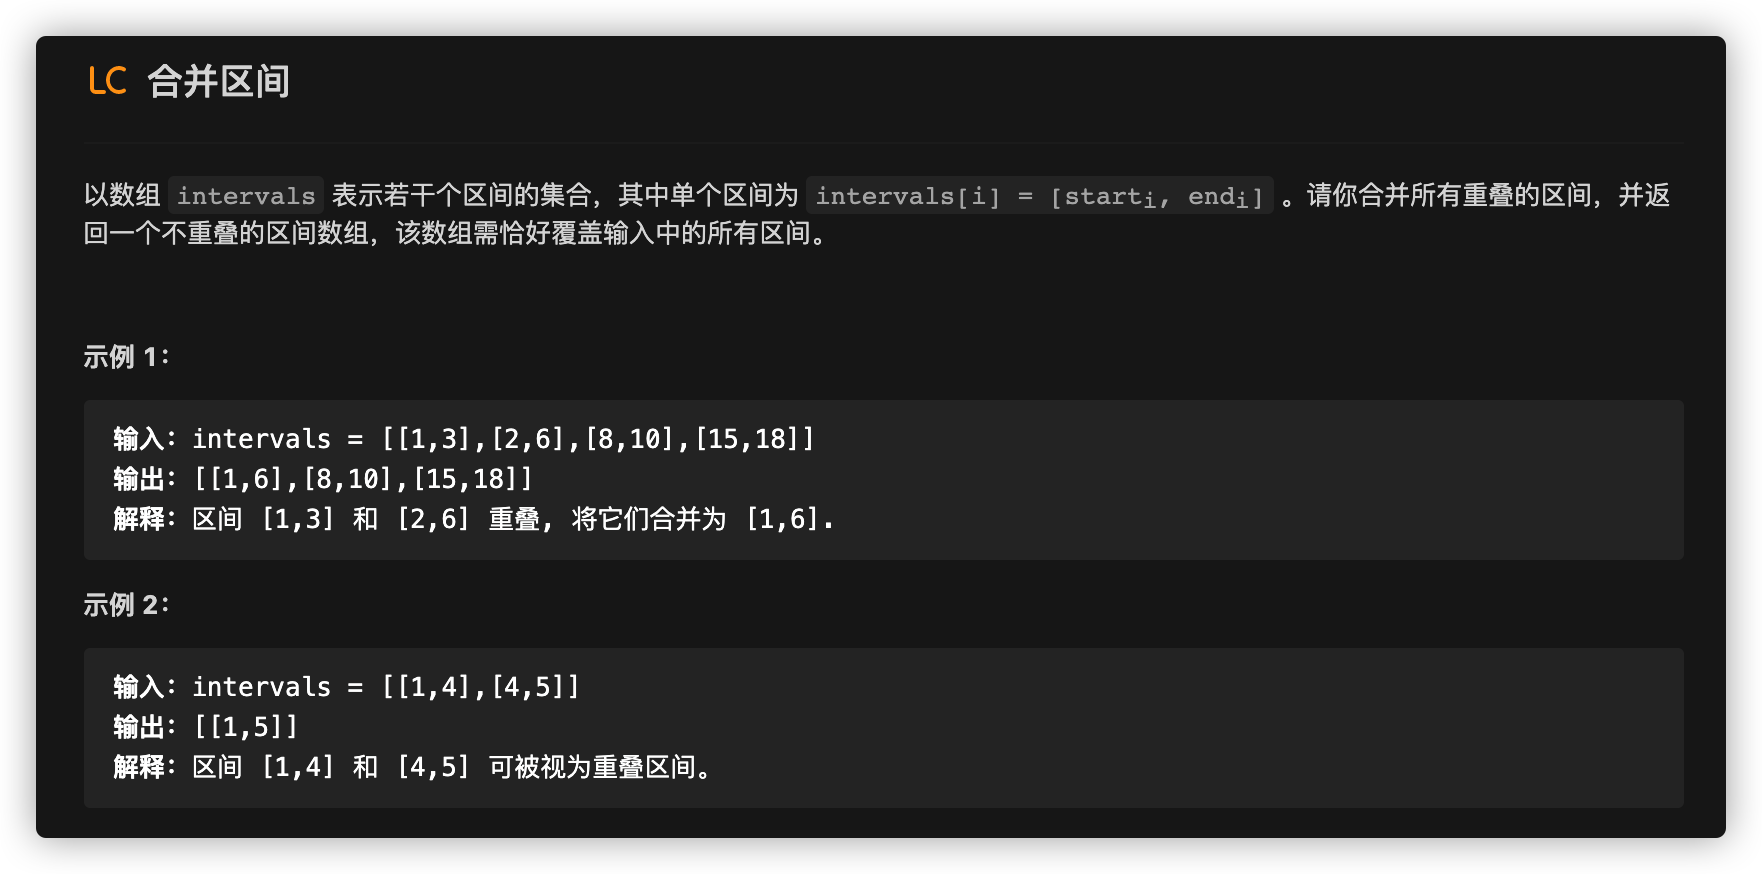 LC 合并区间
以数组 intervals 表示若干个区间的集合，其中单个区间为 intervals[i] = [starti, endi] 。请你合并所有重叠的区间，并返
回一个不重叠的区间数组，该数组需恰好覆盖输入中的所有区间。
示例 1：
输入：intervals = [[1,3],[2,6],[8,10],[15,18]]
输出：[[1,6],[8,10],[15,18]]
解释：区间 [1,3] 和 [2,6] 重叠, 将它们合并为 [1,6].
示例 2：
输入：intervals = [[1,4],[4,5]]
输出：[[1,5]]
解释：区间 [1,4] 和 [4,5] 可被视为重叠区间。